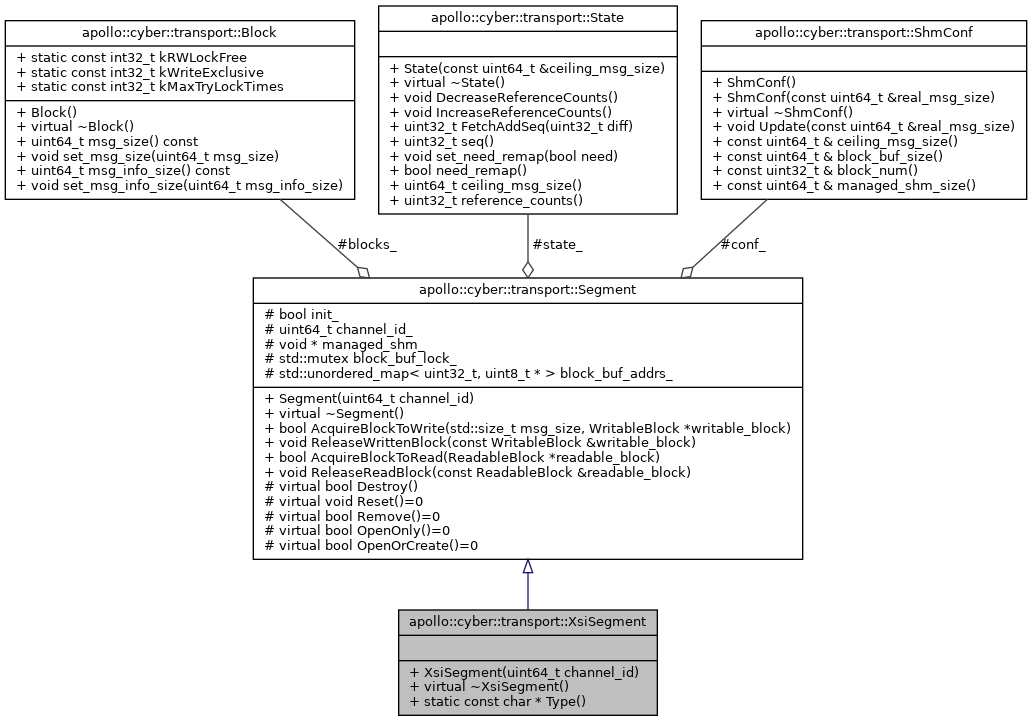 apollo::cyber::transport::Block
+ static const int32_t kRWLockFree
+ static const int32_t kWriteExclusive
+ static const int32_t kMaxTryLockTimes
+ Block()
+ virtual ~Block()
+ uint64_t msg_size() const
+ void set_msg_size(uint64_t msg_size)
+ uint64_t msg_info_size() const
+ void set_msg_info_size(uint64_t msg_info_size)
apollo::cyber::transport::State
+ State(const uint64_t &ceiling_msg_size)
+ virtual ~State()
+ void DecreaseReferenceCounts()
+ void IncreaseReferenceCounts()
+ uint32_t FetchAddSeq(uint32_t diff)
+ uint32_t seq()
+ void set_need_remap(bool need)
+ bool need_remap()
+ uint64_t ceiling_msg_size()
+ uint32_t reference_counts()
apollo::cyber::transport::ShmConf
+ ShmConf()
+ ShmConf(const uint64_t &real_msg_size)
+ virtual ~ShmConf()
+ void Update(const uint64_t &real_msg_size)
+ const uint64_t & ceiling_msg_size()
+ const uint64_t & block_buf_size()
+ const uint32_t & block_num()
+ const uint64_t & managed_shm_size()
#blocks_
#state_
#conf_
apollo::cyber::transport::Segment
# bool init_
# uint64_t channel_id_
# void * managed_shm_
# std::mutex block_buf_lock_
# std::unordered_map< uint32_t, uint8_t * > block_buf_addrs_
+ Segment(uint64_t channel_id)
+ virtual ~Segment()
+ bool AcquireBlockToWrite(std::size_t msg_size, WritableBlock *writable_block)
+ void ReleaseWrittenBlock(const WritableBlock &writable_block)
+ bool AcquireBlockToRead(ReadableBlock *readable_block)
+ void ReleaseReadBlock(const ReadableBlock &readable_block)
# virtual bool Destroy()
# virtual void Reset()=0
# virtual bool Remove()=0
# virtual bool OpenOnly()=0
# virtual bool OpenOrCreate()=0
apollo::cyber::transport::XsiSegment
+ XsiSegment(uint64_t channel_id)
+ virtual ~XsiSegment()
+ static const char * Type()